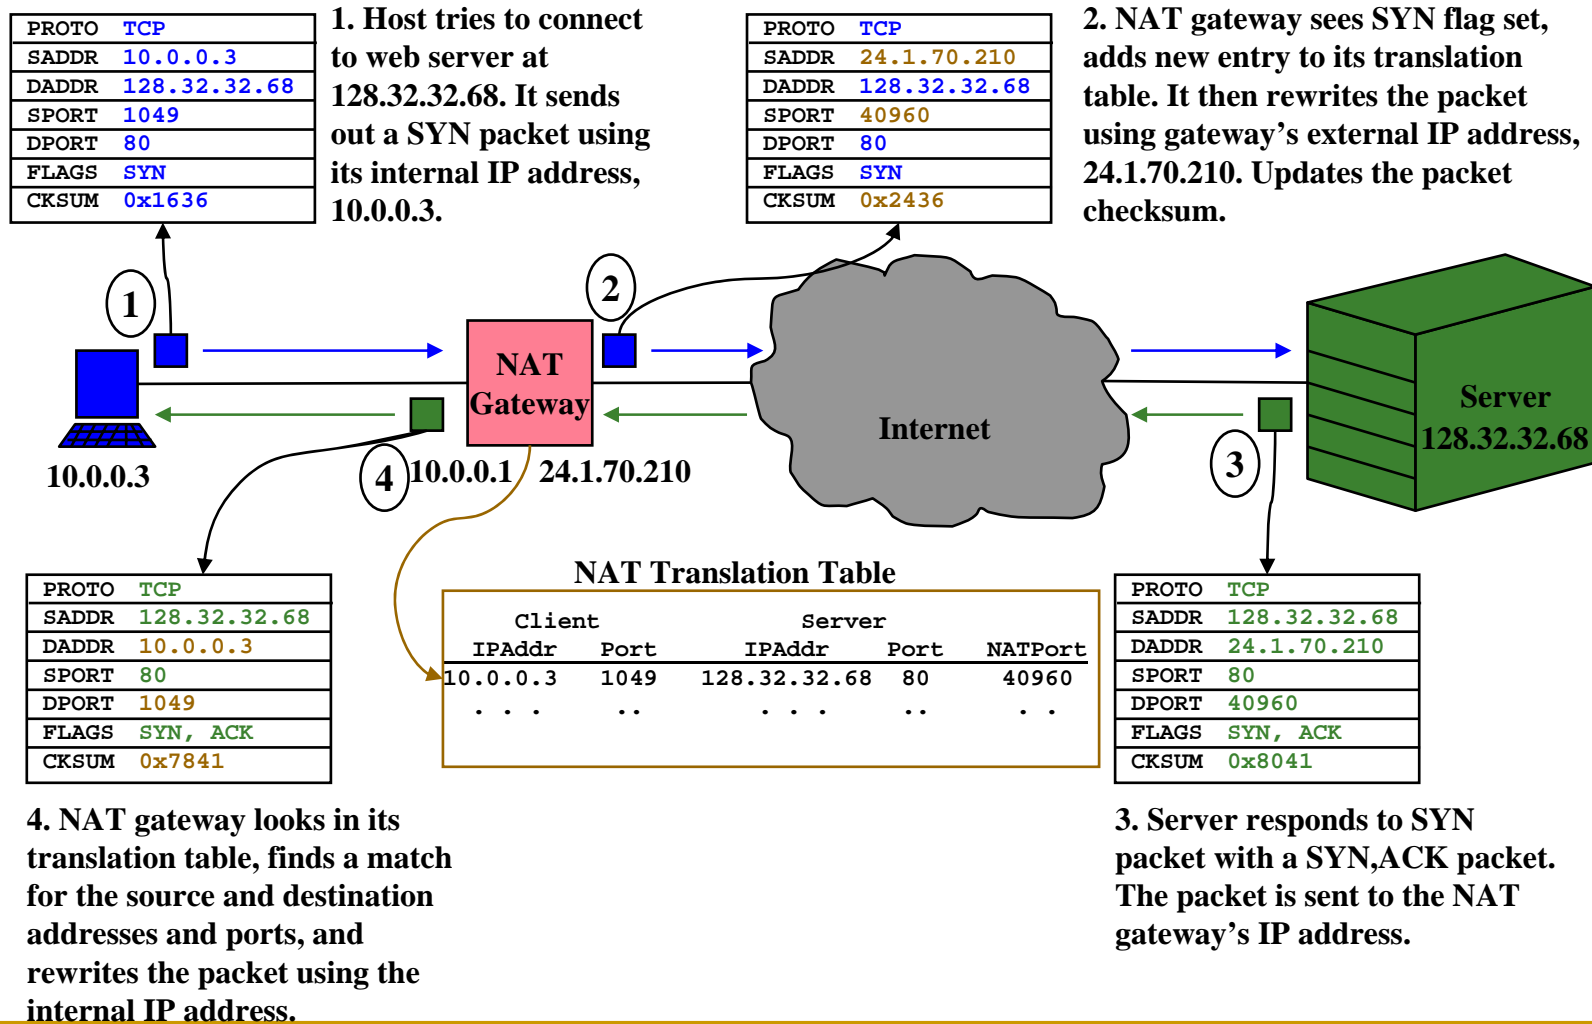 PROTO TCP
SADDR 10.0.0.3
DADDR 128.32.32.68
SPORT 1049
DPORT 80
FLAGS SYN
CKSUM 0x1636
1. Host tries to connect
to web server at
128.32.32.68. It sends
out a SYN packet using
its internal IP address,
10.0.0.3.
PROTO TCP
SADDR 24.1.70.210
DADDR 128.32.32.68
SPORT 40960
DPORT 80
FLAGS SYN
CKSUM 0x2436
2. NAT gateway sees SYN flag set,
adds new entry to its translation
table. It then rewrites the packet
using gateway’s external IP address,
24.1.70.210. Updates the packet
checksum.
1
2
NAT
Gateway
Internet
Server
128.32.32.68
10.0.0.3
4
10.0.0.1
24.1.70.210
3
PROTO TCP
SADDR 128.32.32.68
DADDR 10.0.0.3
SPORT 80
DPORT 1049
FLAGS SYN, ACK
CKSUM 0x7841
NAT Translation Table
Client Server
IPAddr Port IPAddr Port NATPort
10.0.0.3 1049 128.32.32.68 80 40960
. . . .. . . . .. . .
PROTO TCP
SADDR 128.32.32.68
DADDR 24.1.70.210
SPORT 80
DPORT 40960
FLAGS SYN, ACK
CKSUM 0x8041
4. NAT gateway looks in its
translation table, finds a match
for the source and destination
addresses and ports, and
rewrites the packet using the
internal IP address.
3. Server responds to SYN
packet with a SYN,ACK packet.
The packet is sent to the NAT
gateway’s IP address.